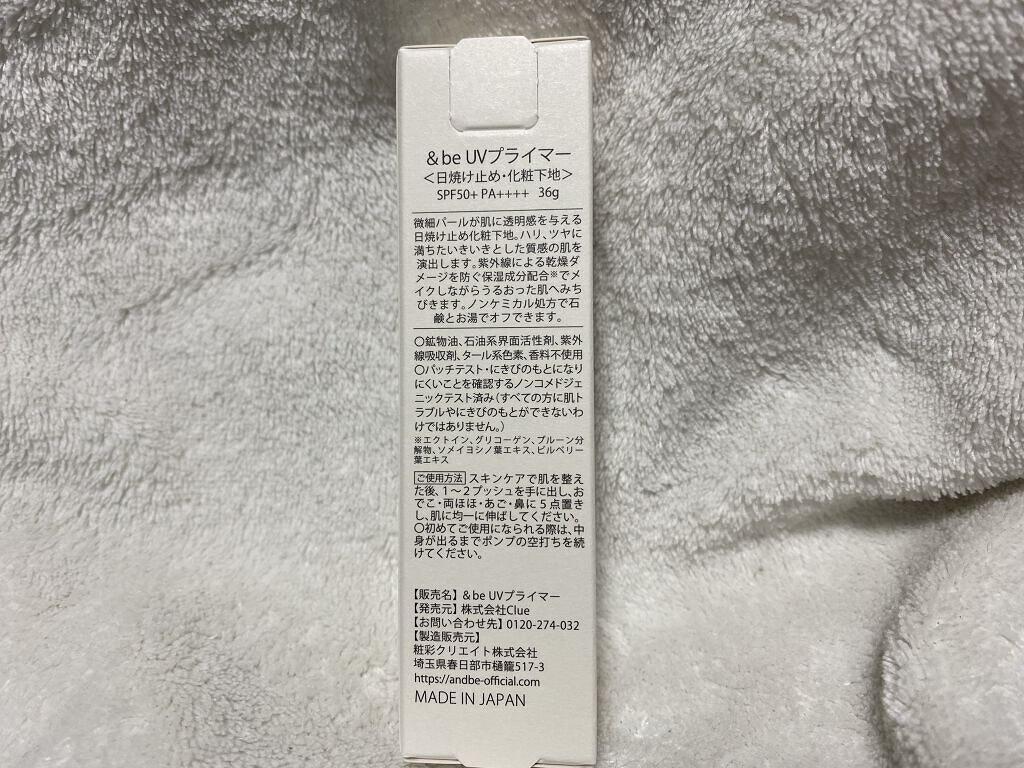 &be UVプライマー
＜日焼け止め・化粧下地＞
SPF50+ PA++++ 36g
微細パールが肌に透明感を与える
日焼け止め化粧下地。ハリ、ツヤに
満ちたいきいきとした質感の肌を
演出します。紫外線による乾燥ダ
メージを防ぐ保湿成分配合※でメ
イクしながらうるおった肌へみち
びきます。ノンケミカル処方で石
鹸とお湯でオフできます。
○鉱物油、石油系界面活性剤、紫外
線吸収剤、タール系色素、香料不使用
○パッチテスト・にきびのもとになり
にくいことを確認するノンコメドジェ
ニックテスト済み（すべての方に肌ト
ラブルやにきびのもとができないわ
けではありません。）
※エクトイン、グリコーゲン、プルーン分
解物、ソメイヨシノ葉エキス、ビルベリー
葉エキス
ご使用方法 スキンケアで肌を整え
た後、1～2プッシュを手に出し、お
でこ・両ほほ・あご・鼻に5点置き
し、肌に均一に伸ばしてください。
○初めてご使用になられる際は、中
身が出るまでポンプの空打ちを続
けてください。
【販売名】&be UVプライマー
【発売元】株式会社Clue
【お問い合わせ先】0120-274-032
【製造販売元】
粧彩クリエイト株式会社
埼玉県春日部市樋籠517-3
https://andbe-official.com
MADE IN JAPAN